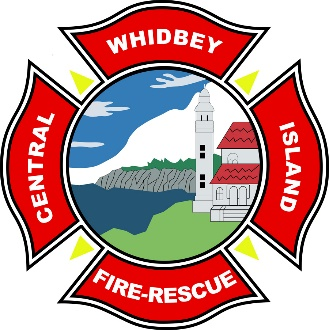 CENTRAL
WHIDBEY
ISLAND
FIRE-RESCUE